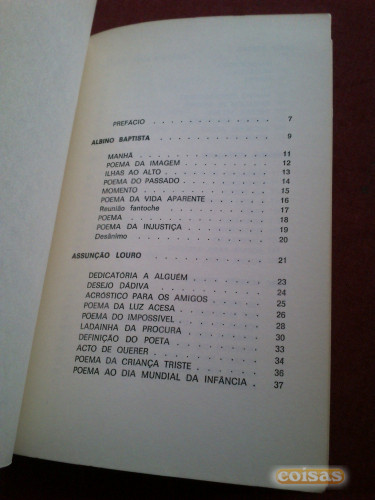 PREFÁCIO . . . . . . . . . . . . 7
ALBINO BAPTISTA . . . . . . . . . . . . 9
MANHÃ . . . . . . . . . . . . 11
POEMA DA IMAGEM . . . . . . . . . 12
ILHAS AO ALTO . . . . . . . . . . 13
POEMA DO PASSADO . . . . . . . . 14
MOMENTO . . . . . . . . . . . 15
POEMA DA VIDA APARENTE . . . . . . 16
Reunião fantoche . . . . . . . . . 17
POEMA . . . . . . . . . . . . 18
POEMA DA INJUSTIÇA . . . . . . . 19
Desânimo . . . . . . . . . . . 20
ASSUNÇÃO LOURO . . . . . . . . . . 21
DEDICATORIA A ALGUÉM . . . . . . . 23
DESEJO DÁDIVA . . . . . . . . . 24
ACRÓSTICO PARA OS AMIGOS . . . . . 25
POEMA DA LUZ ACESA . . . . . . . 26
POEMA DO IMPOSSÍVEL . . . . . . . 28
LADAINHA DA PROCURA . . . . . . . 30
DEFINIÇÃO DO POETA . . . . . . . 33
ACTO DE QUERER . . . . . . . . 34
POEMA DA CRIANÇA TRISTE . . . . . 36
POEMA AO DIA MUNDIAL DA INFÂNCIA . 37
coisas